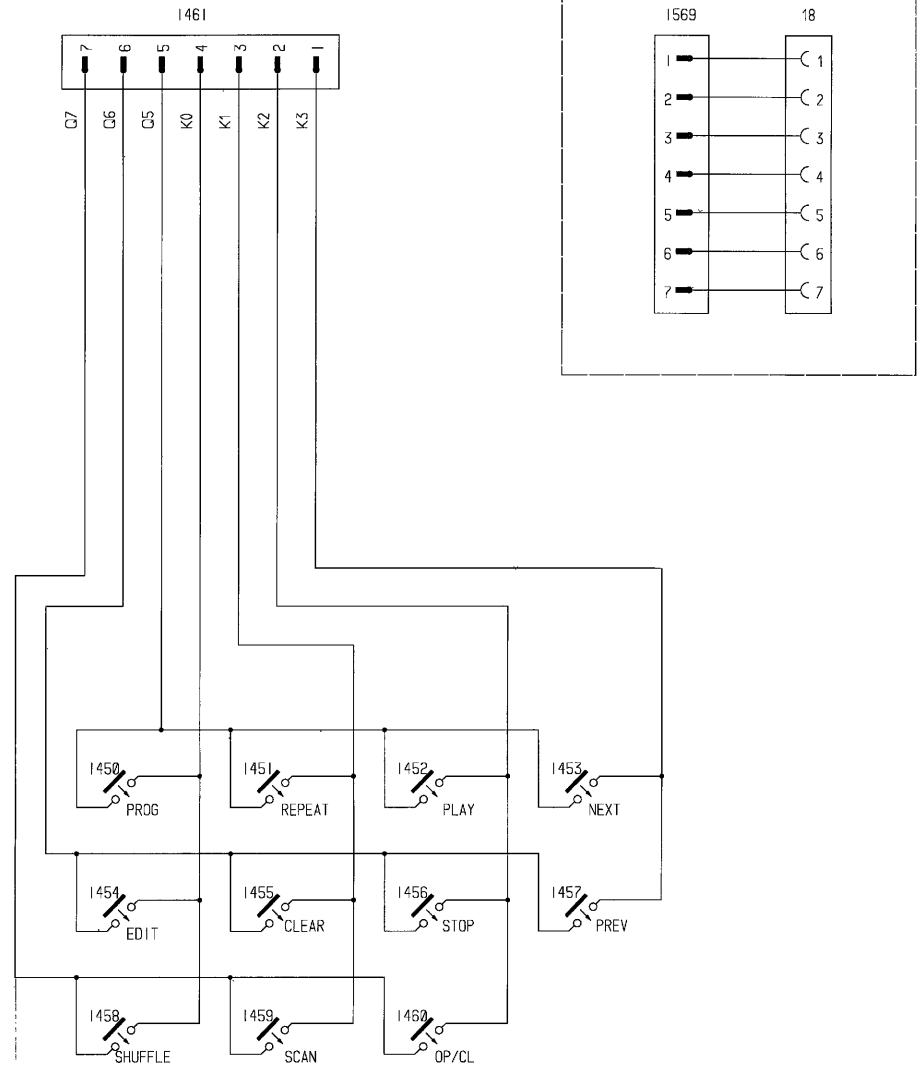 1461
7 6 5 4 3 2 1
Q7 Q6 Q5 K0 K1 K2 K3
1569 18
1 1
2 2
3 3
4 4
5 5
6 6
7 7
1450 1451 1452 1453
PROG REPEAT PLAY NEXT
1454 1455 1456 1457
EDIT CLEAR STOP PREV
1458 1459 1460
SHUFFLE SCAN OP/CL